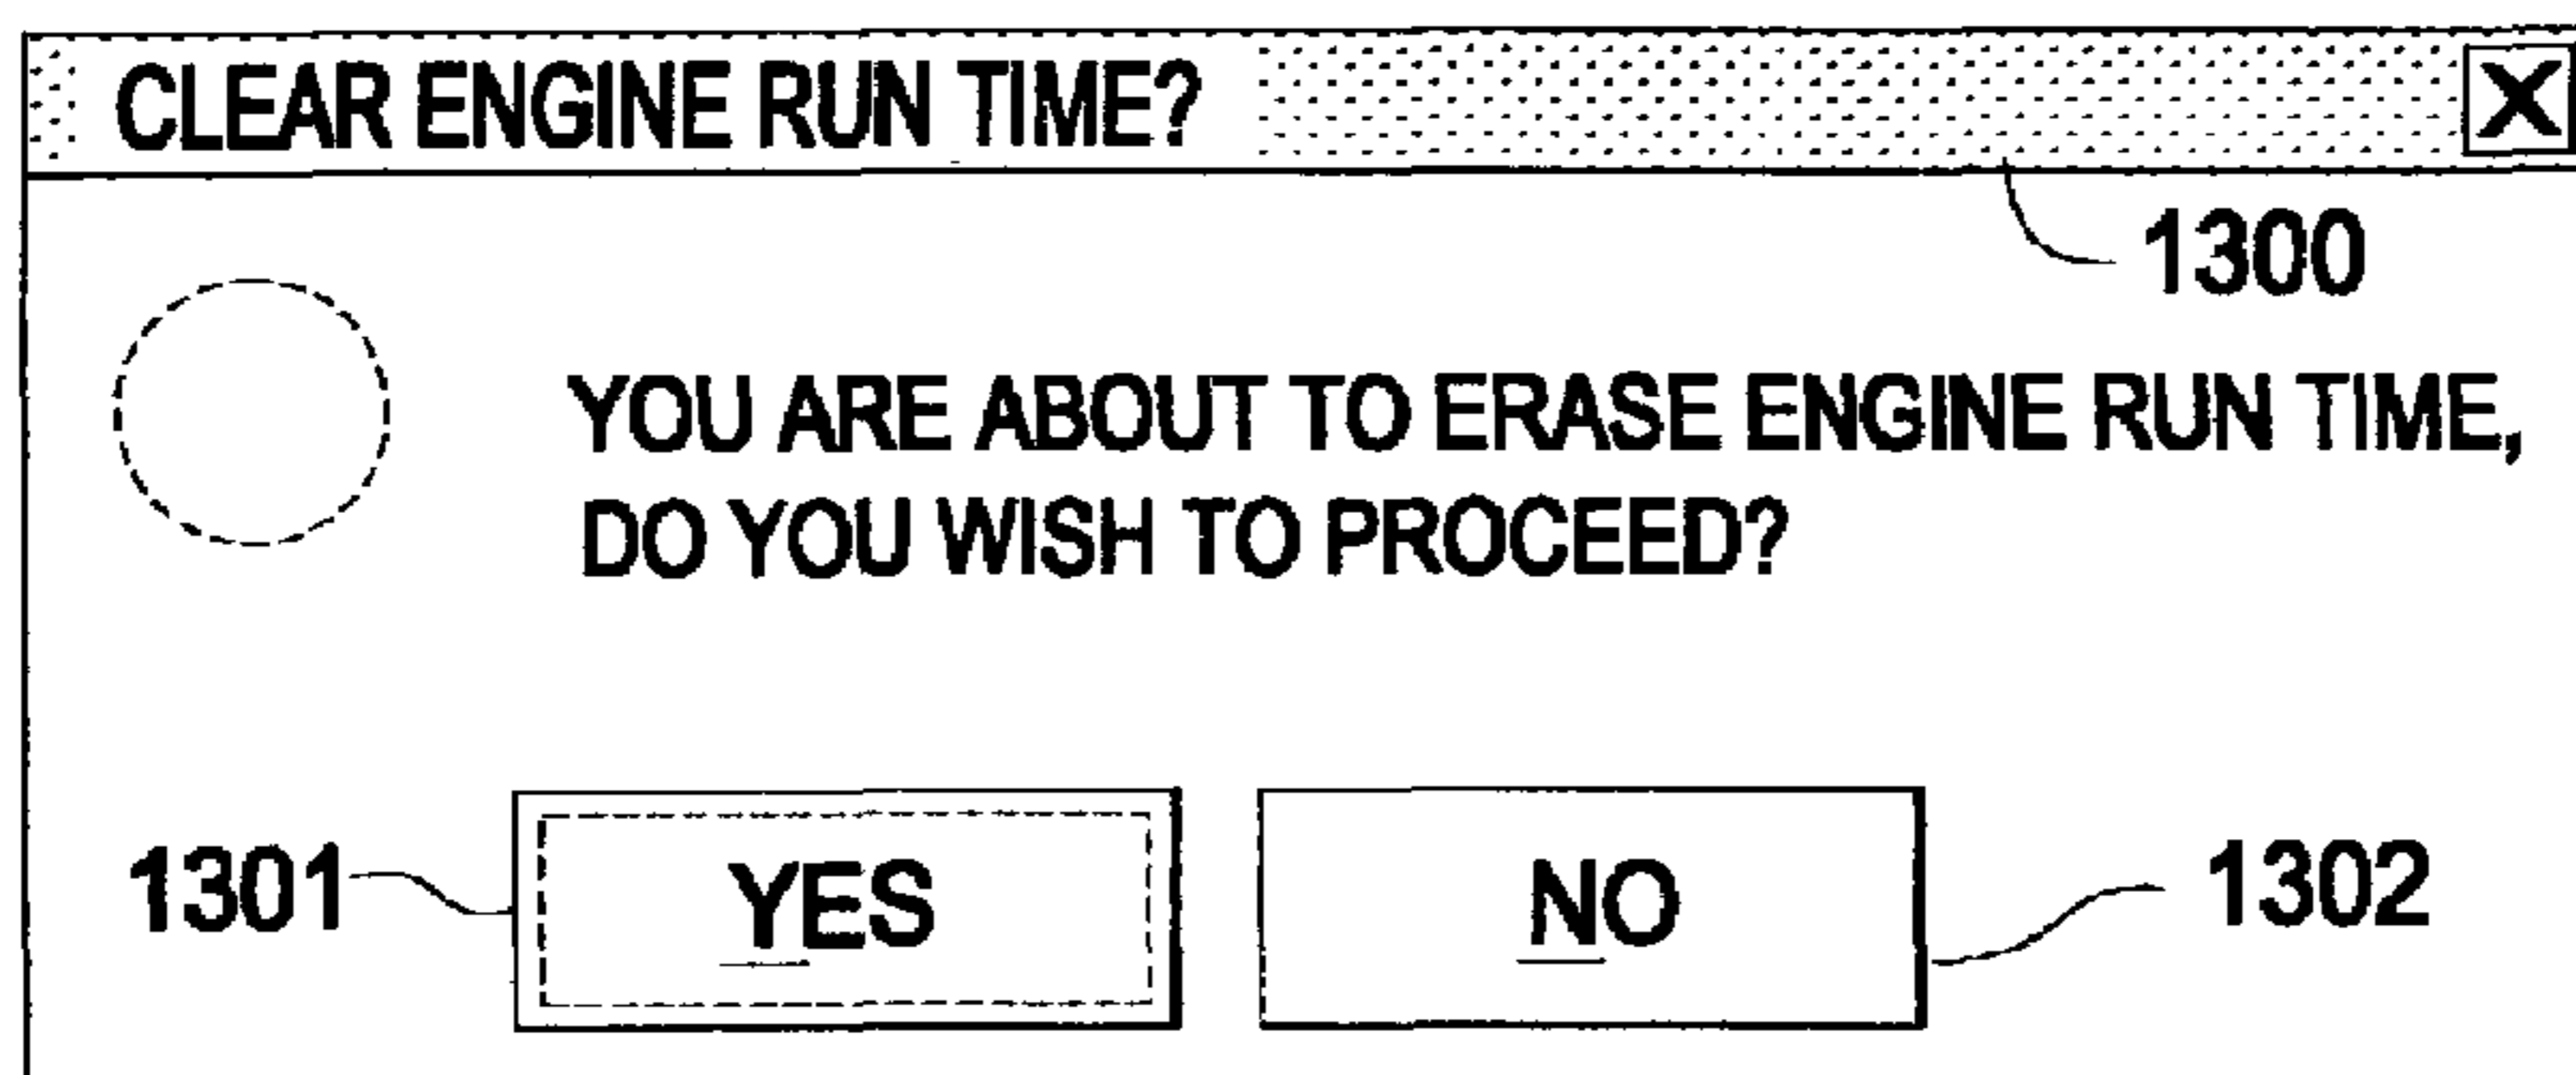 CLEAR ENGINE RUN TIME? X
1300
YOU ARE ABOUT TO ERASE ENGINE RUN TIME,
DO YOU WISH TO PROCEED?
1301 YES NO 1302